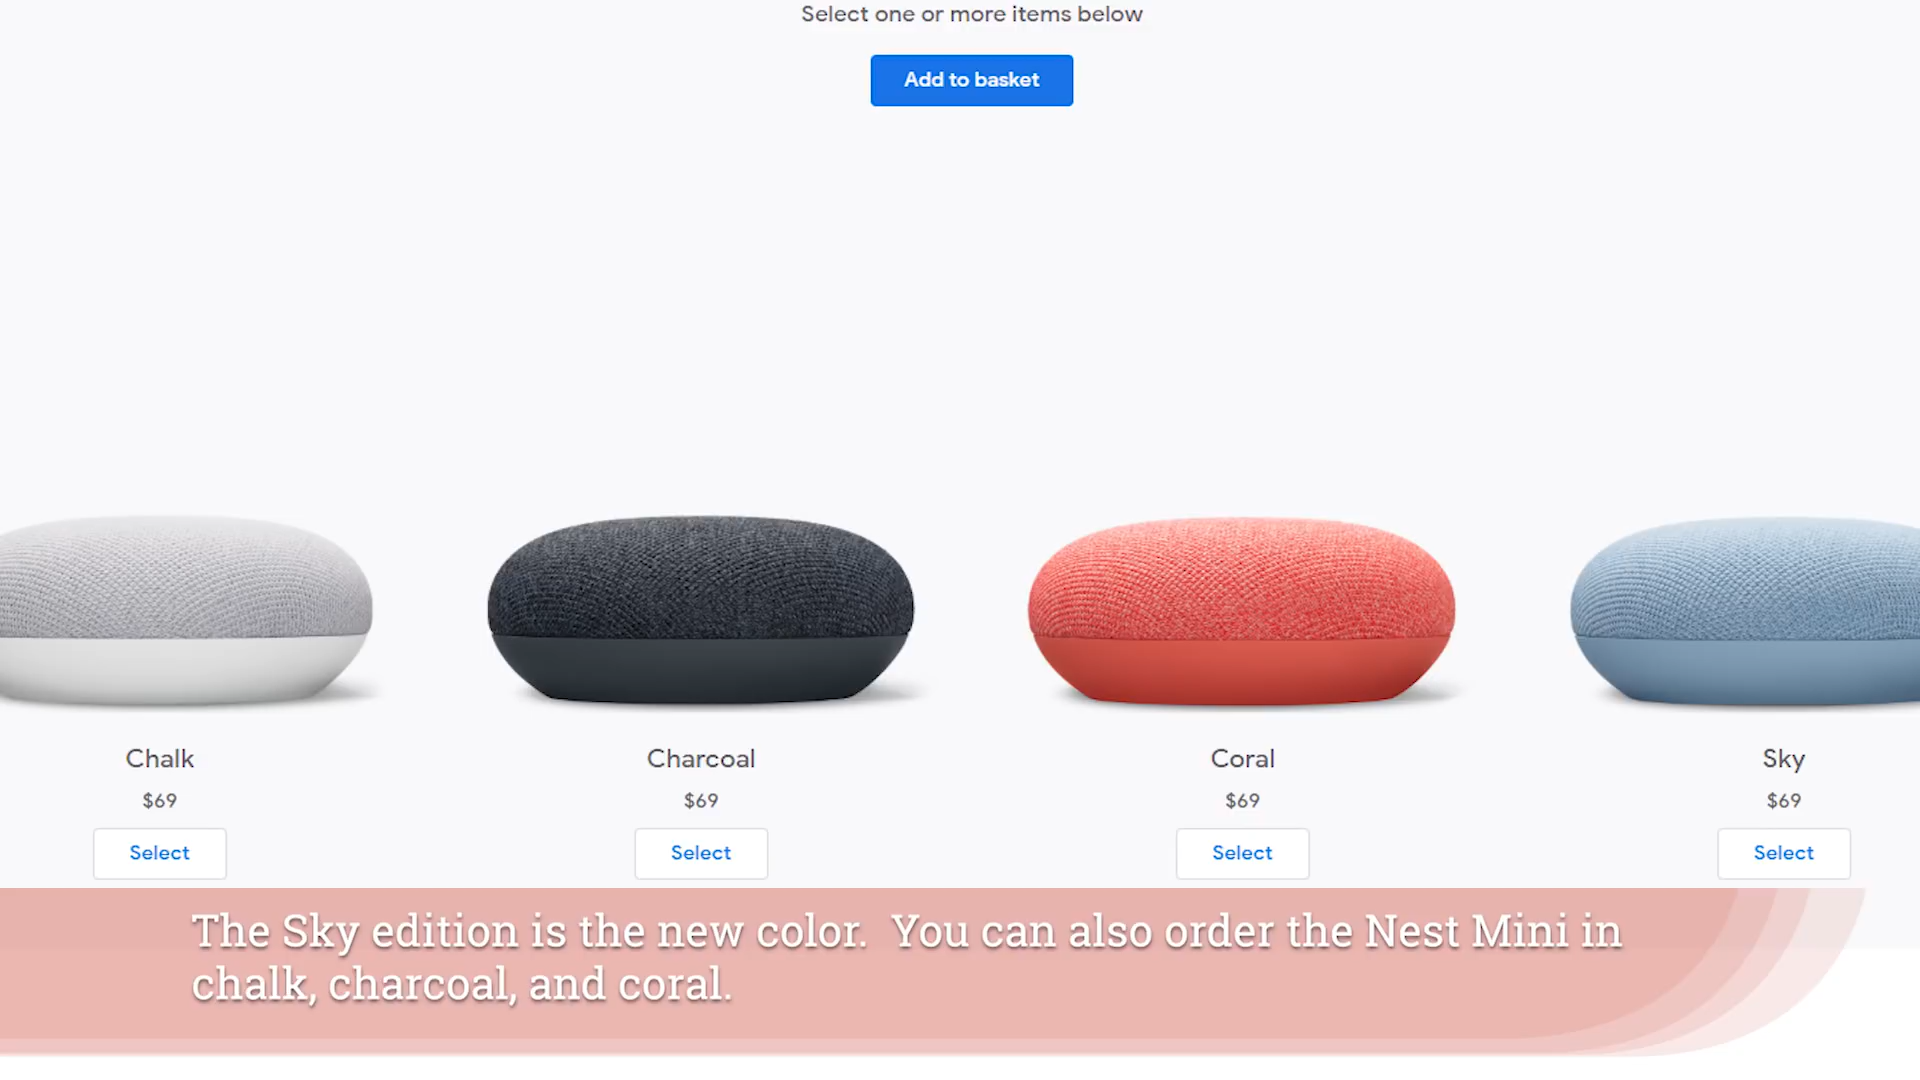 Select one or more items below
Add to basket
Chalk
$69
Select
Charcoal
$69
Select
Coral
$69
Select
Sky
$69
Select
The Sky edition is the new color. You can also order the Nest Mini in
chalk, charcoal, and coral.